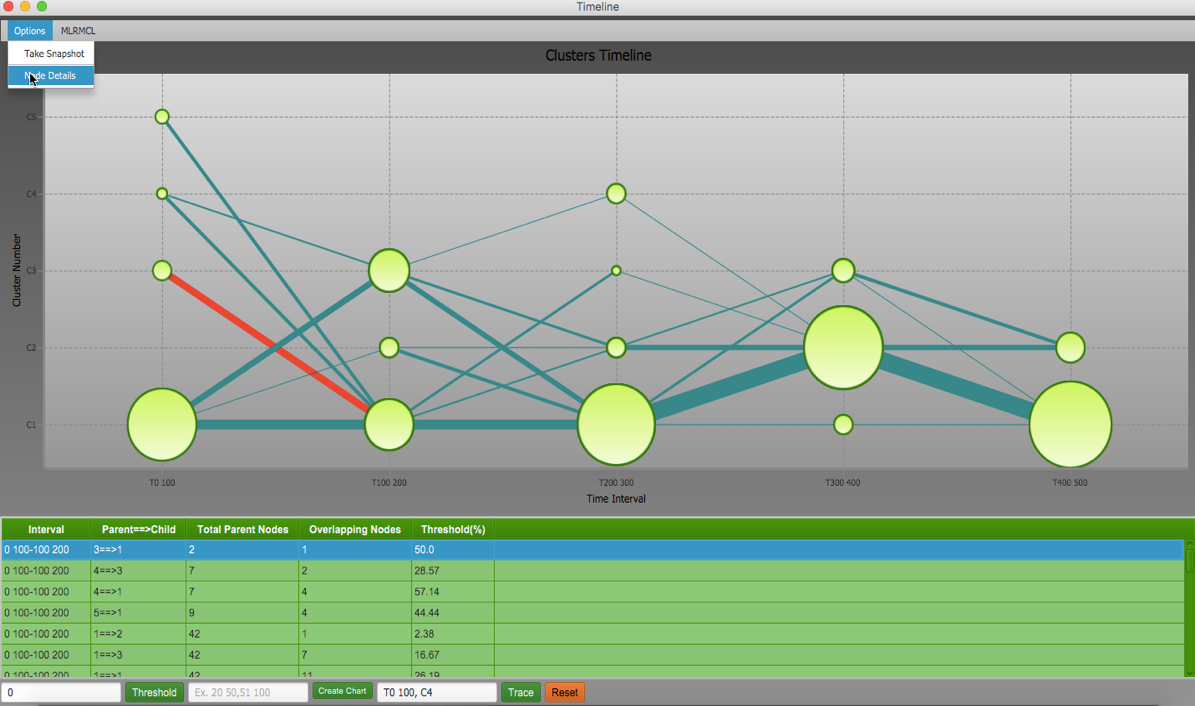 Timeline
Options MLRMCL
Take Snapshot
Node Details
Clusters Timeline
C5
C4
C3
C2
C1
Cluster Number
T0 100 T100 200 T200 300 T300 400 T400 500
Time Interval
Interval Parent==>Child Total Parent Nodes Overlapping Nodes Threshold(%)
0 100-100 200 3==>1 2 1 50.0
0 100-100 200 4==>3 7 2 28.57
0 100-100 200 4==>1 7 4 57.14
0 100-100 200 5==>1 9 4 44.44
0 100-100 200 1==>2 42 1 2.38
0 100-100 200 1==>3 42 7 16.67
0 100-100 200 1==>1 42 11 26.19
0 Threshold Ex. 20 50,51 100 Create Chart T0 100, C4 Trace Reset